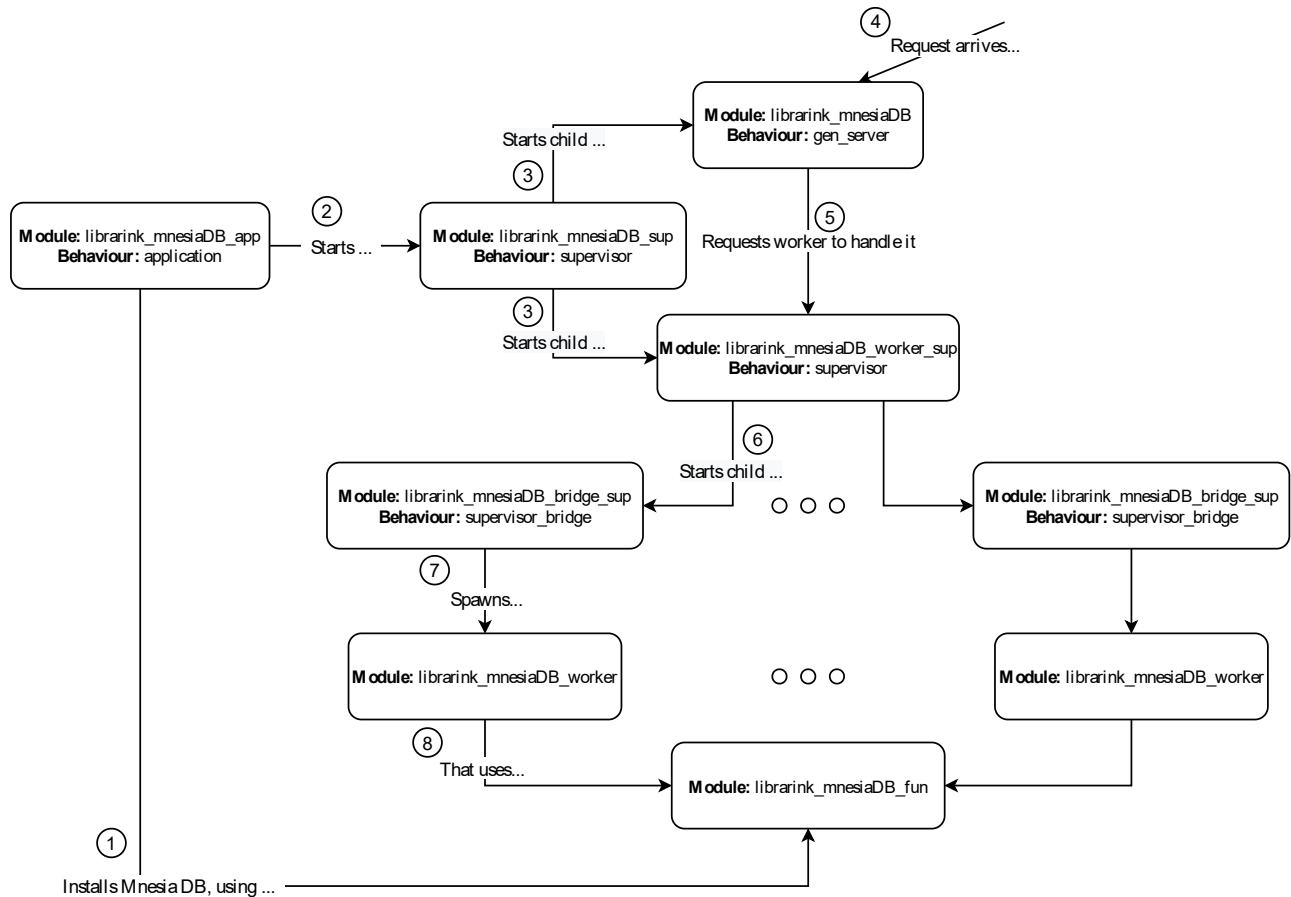 4
Request arrives...
Module: librarink_mnesiaDB
Behaviour: gen_server
Starts child ...
3
2
5
Module: librarink_mnesiaDB_app
Behaviour: application
Starts ...
Module: librarink_mnesiaDB_sup
Behaviour: supervisor
Requests worker to handle it
3
Starts child ...
Module: librarink_mnesiaDB_worker_sup
Behaviour: supervisor
6
Starts child ...
Module: librarink_mnesiaDB_bridge_sup
Behaviour: supervisor_bridge
Module: librarink_mnesiaDB_bridge_sup
Behaviour: supervisor_bridge
7
Spawns...
Module: librarink_mnesiaDB_worker
Module: librarink_mnesiaDB_worker
8
That uses...
Module: librarink_mnesiaDB_fun
1
Installs Mnesia DB, using ...